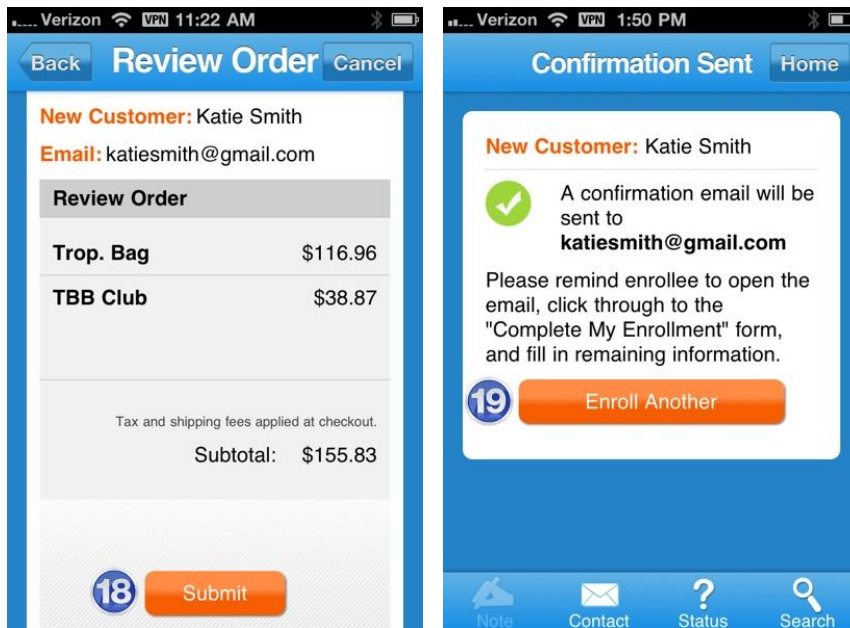 Verizon VPN 11:22 AM
Back Review Order Cancel
New Customer: Katie Smith
Email: katiesmith@gmail.com
Review Order
Trop. Bag $116.96
TBB Club $38.87
Tax and shipping fees applied at checkout.
Subtotal: $155.83
18 Submit
Verizon VPN 1:50 PM
Confirmation Sent Home
New Customer: Katie Smith
A confirmation email will be
sent to
katiesmith@gmail.com
Please remind enrollee to open the
email, click through to the
"Complete My Enrollment" form,
and fill in remaining information.
19 Enroll Another
Note Contact Status Search